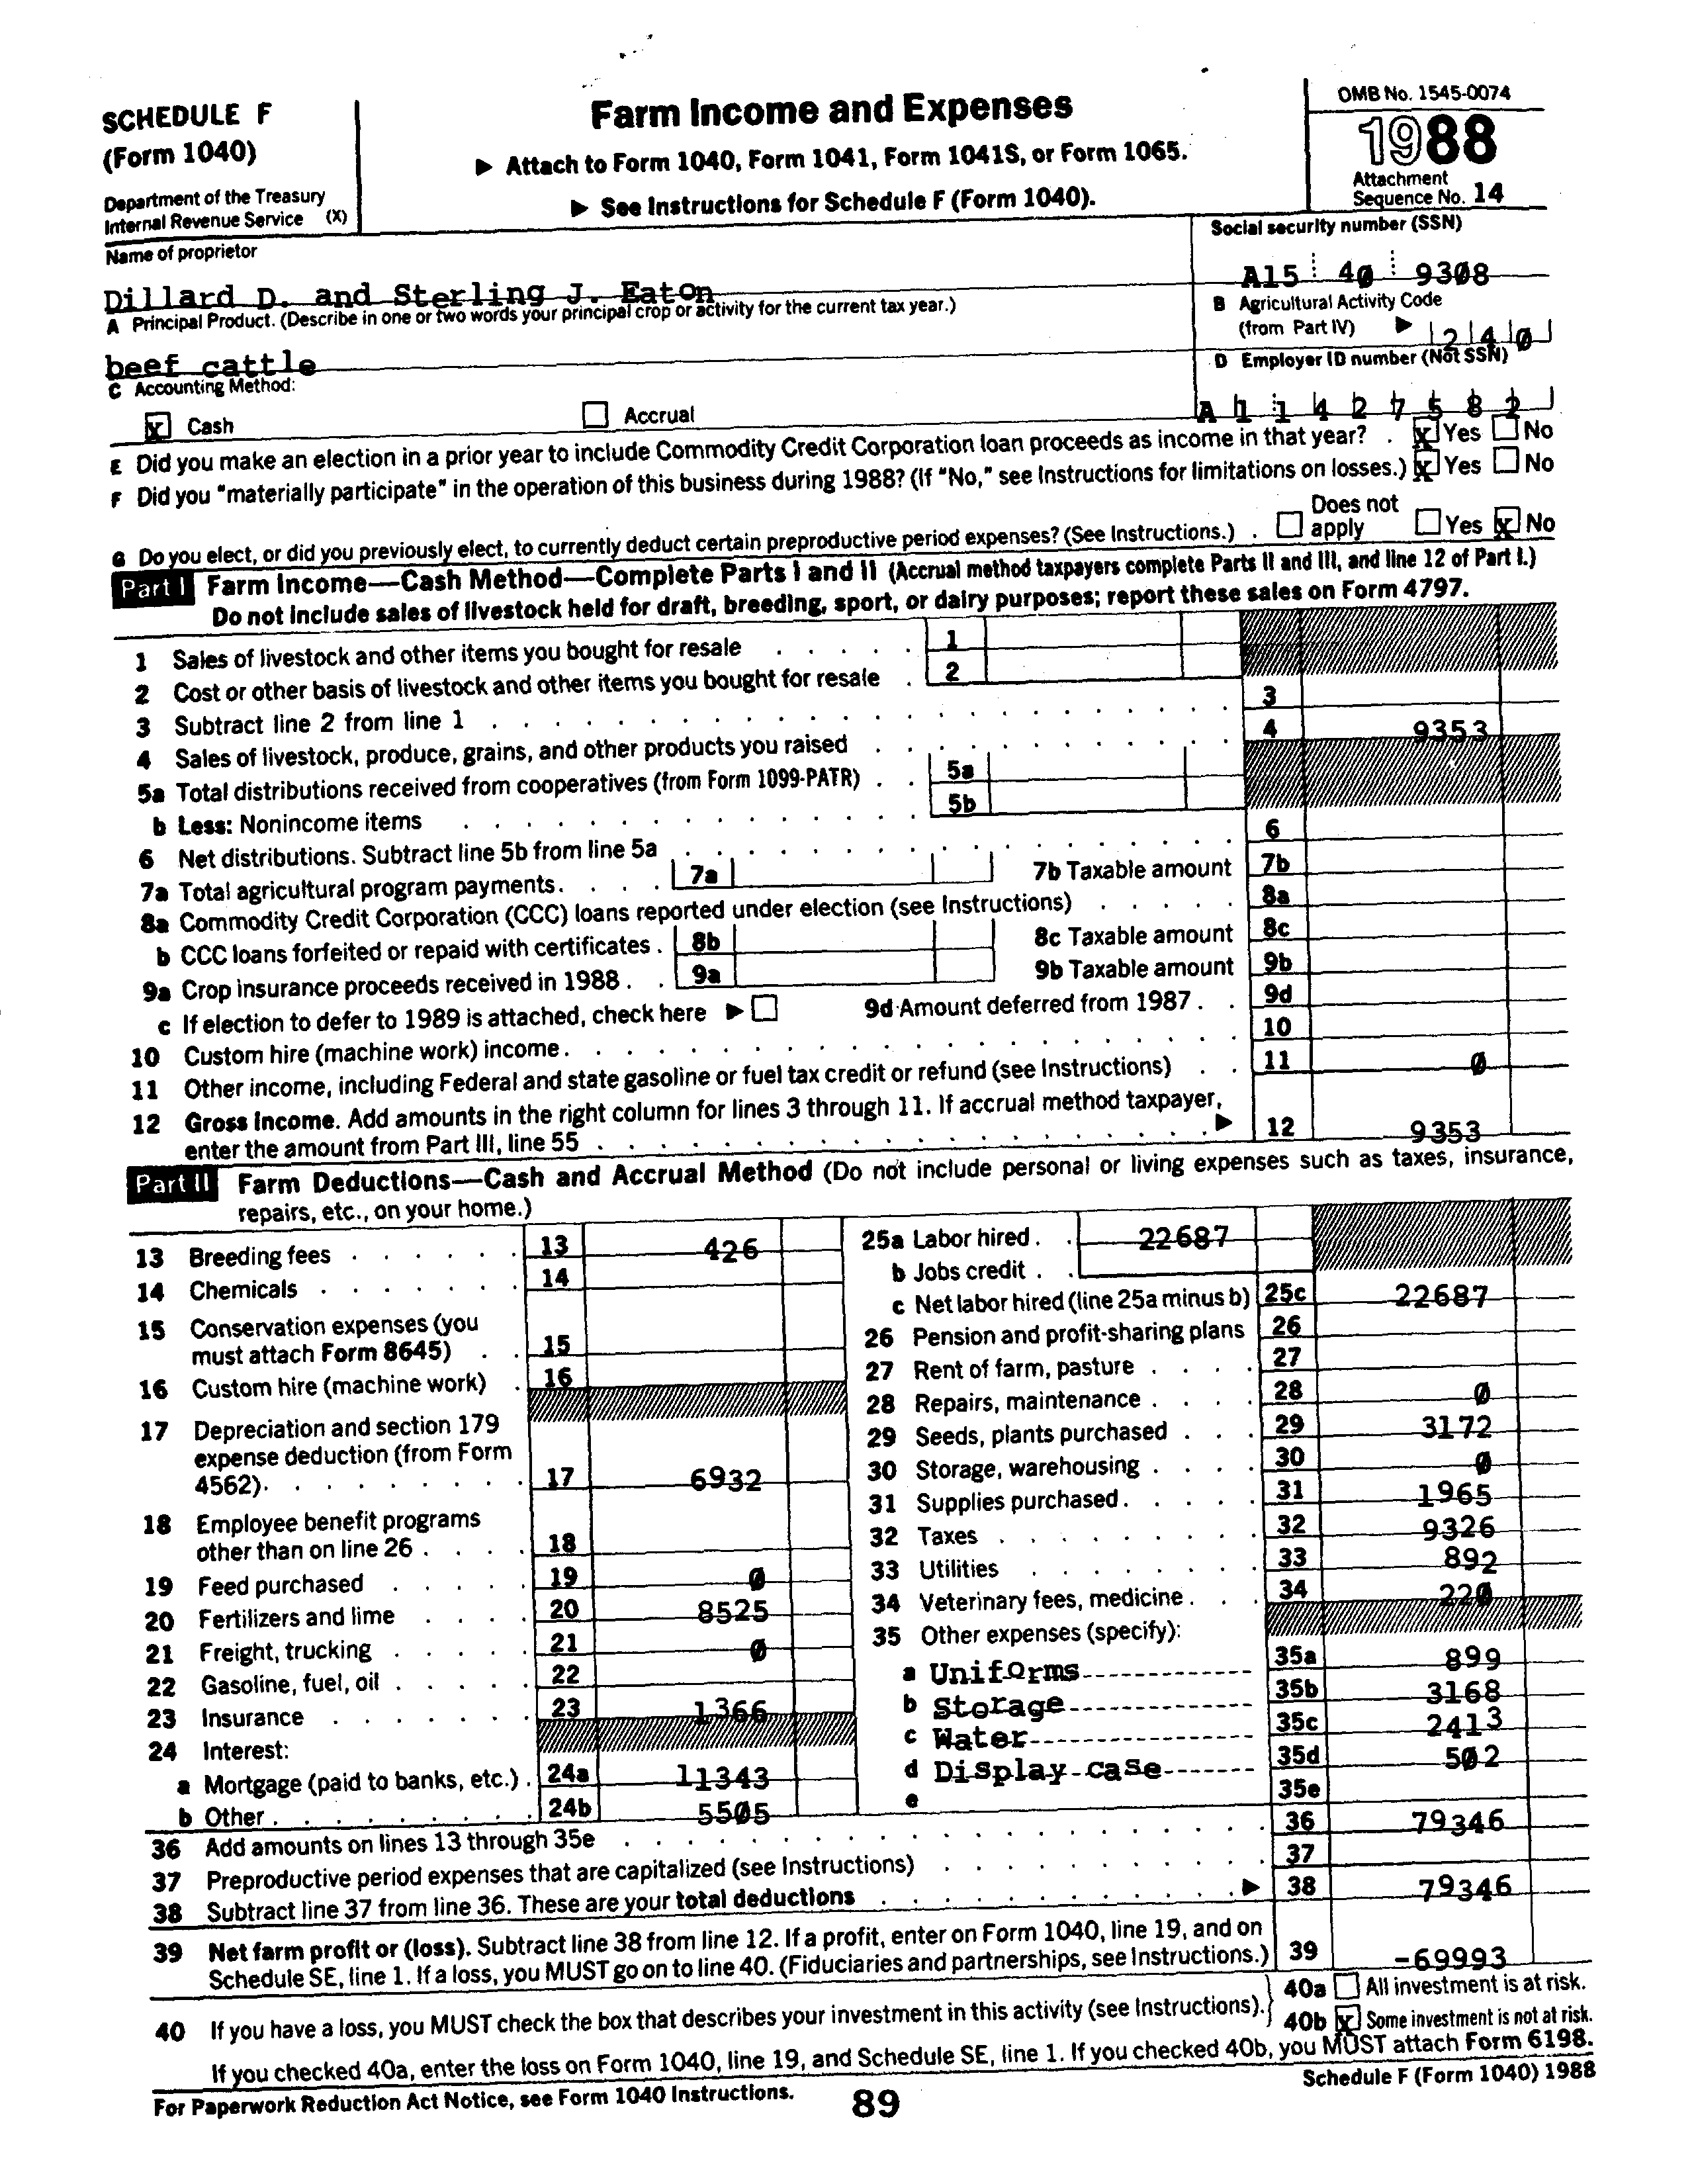 SCHEDULE F
(Form 1040)
Department of the Treasury
Internal Revenue Service (X)
Farm Income and Expenses
▶ Attach to Form 1040, Form 1041, Form 1041S, or Form 1065.
▶ See Instructions for Schedule F (Form 1040).
OMB No. 1545-0074
1988
Attachment
Sequence No. 14
Name of proprietor
Dillard D. and Sterling J. Eaton
Social security number (SSN)
A15 40 9308
A Principal Product. (Describe in one or two words your principal crop or activity for the current tax year.)
beef cattle
B Agricultural Activity Code
(from Part IV) ▶ 2 4 0
C Accounting Method:
X Cash Accrual
D Employer ID number (Not SSN)
A 1 1 4 2 7 5 8 2
E Did you make an election in a prior year to include Commodity Credit Corporation loan proceeds as income in that year? . X Yes No
F Did you "materially participate" in the operation of this business during 1988? (If "No," see Instructions for limitations on losses.) X Yes No
G Do you elect, or did you previously elect, to currently deduct certain preproductive period expenses? (See Instructions.) . Does not apply Yes X No
Part I Farm Income—Cash Method—Complete Parts I and II (Accrual method taxpayers complete Parts II and III, and line 12 of Part I.)
Do not include sales of livestock held for draft, breeding, sport, or dairy purposes; report these sales on Form 4797.
1 Sales of livestock and other items you bought for resale 1
2 Cost or other basis of livestock and other items you bought for resale 2
3 Subtract line 2 from line 1 3
4 Sales of livestock, produce, grains, and other products you raised 4 9353
5a Total distributions received from cooperatives (from Form 1099-PATR) 5a
b Less: Nonincome items 5b
6 Net distributions. Subtract line 5b from line 5a 6
7a Total agricultural program payments. 7a 7b Taxable amount 7b
8a Commodity Credit Corporation (CCC) loans reported under election (see Instructions) 8a
b CCC loans forfeited or repaid with certificates . 8b 8c Taxable amount 8c
9a Crop insurance proceeds received in 1988 . 9a 9b Taxable amount 9b
c If election to defer to 1989 is attached, check here ▶ 9d Amount deferred from 1987 . 9d
10 Custom hire (machine work) income. 10
11 Other income, including Federal and state gasoline or fuel tax credit or refund (see Instructions) 11 0
12 Gross Income. Add amounts in the right column for lines 3 through 11. If accrual method taxpayer,
enter the amount from Part III, line 55 ▶ 12 9353
Part II Farm Deductions—Cash and Accrual Method (Do not include personal or living expenses such as taxes, insurance,
repairs, etc., on your home.)
13 Breeding fees 13 426
14 Chemicals 14
15 Conservation expenses (you
must attach Form 8645) 15
16 Custom hire (machine work) 16
17 Depreciation and section 179
expense deduction (from Form
4562). 17 6932
18 Employee benefit programs
other than on line 26 . 18
19 Feed purchased 19 0
20 Fertilizers and lime 20 8525
21 Freight, trucking 21 0
22 Gasoline, fuel, oil 22
23 Insurance 23 1366
24 Interest:
a Mortgage (paid to banks, etc.) . 24a 11343
b Other 24b 5505
25a Labor hired . 22687
b Jobs credit .
c Net labor hired (line 25a minus b) 25c 22687
26 Pension and profit-sharing plans 26
27 Rent of farm, pasture 27
28 Repairs, maintenance 28 0
29 Seeds, plants purchased 29 3172
30 Storage, warehousing 30 0
31 Supplies purchased. 31 1965
32 Taxes 32 9326
33 Utilities 33 892
34 Veterinary fees, medicine . 34 220
35 Other expenses (specify):
a Uniforms 35a 899
b Storage 35b 3168
c Water 35c 2413
d Display case 35d 502
e 35e
36 Add amounts on lines 13 through 35e 36 79346
37 Preproductive period expenses that are capitalized (see Instructions) 37
38 Subtract line 37 from line 36. These are your total deductions ▶ 38 79346
39 Net farm profit or (loss). Subtract line 38 from line 12. If a profit, enter on Form 1040, line 19, and on
Schedule SE, line 1. If a loss, you MUST go on to line 40. (Fiduciaries and partnerships, see Instructions.) 39 -69993
40 If you have a loss, you MUST check the box that describes your investment in this activity (see Instructions).
40a All investment is at risk.
40b X Some investment is not at risk.
If you checked 40a, enter the loss on Form 1040, line 19, and Schedule SE, line 1. If you checked 40b, you MUST attach Form 6198.
For Paperwork Reduction Act Notice, see Form 1040 Instructions.
89
Schedule F (Form 1040) 1988